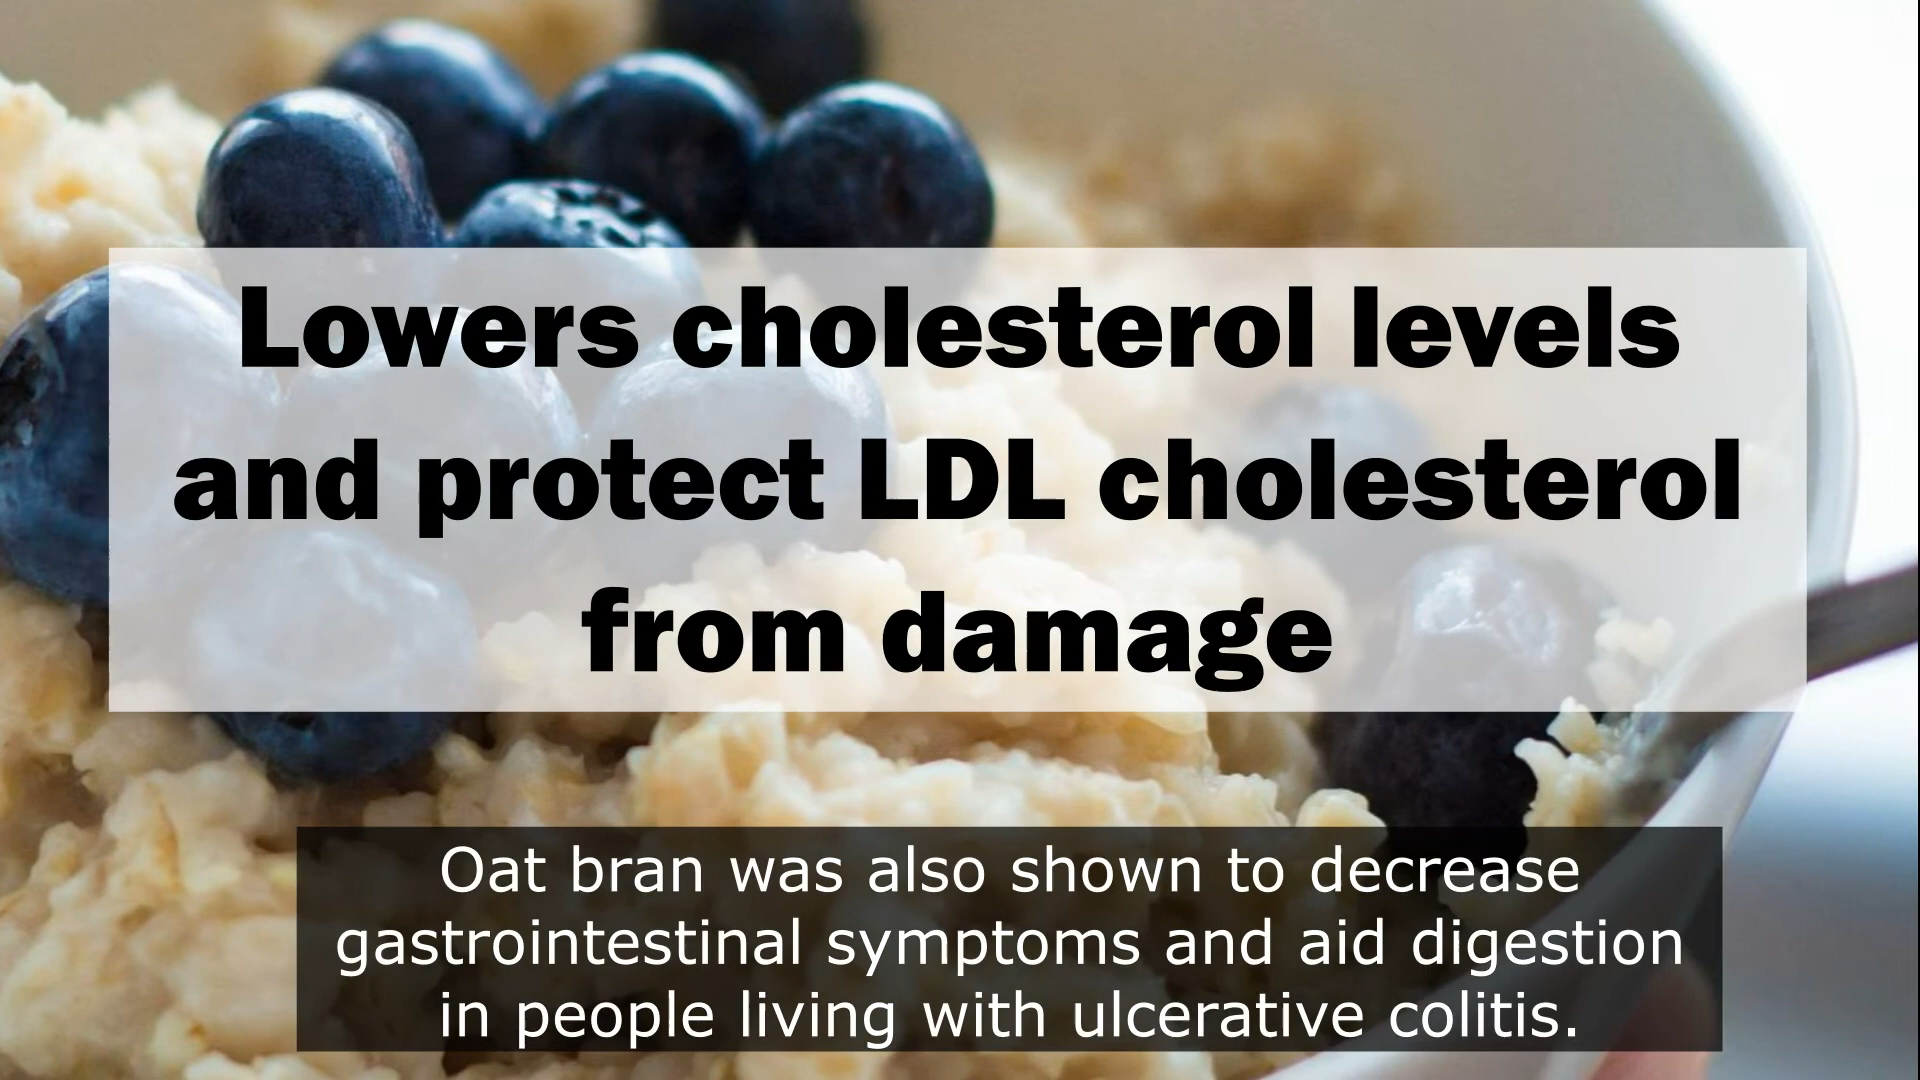 Lowers cholesterol levels
and protect LDL cholesterol
from damage
Oat bran was also shown to decrease
gastrointestinal symptoms and aid digestion
in people living with ulcerative colitis.